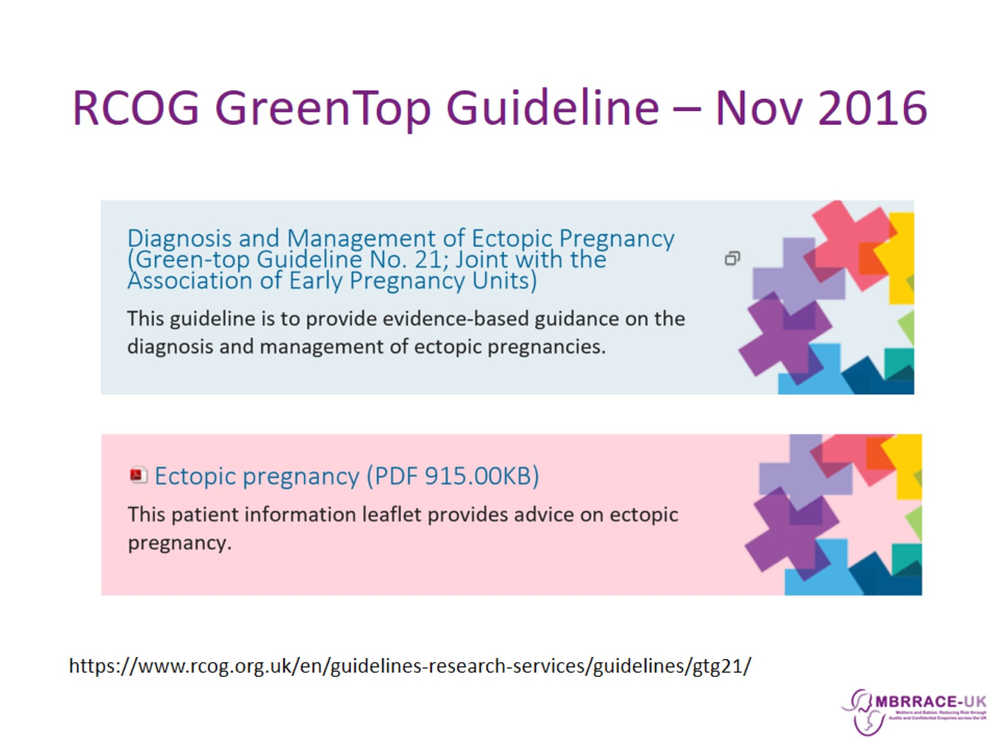 RCOG GreenTop Guideline – Nov 2016
Diagnosis and Management of Ectopic Pregnancy
(Green-top Guideline No. 21; Joint with the
Association of Early Pregnancy Units)
This guideline is to provide evidence-based guidance on the
diagnosis and management of ectopic pregnancies.
Ectopic pregnancy (PDF 915.00KB)
This patient information leaflet provides advice on ectopic
pregnancy.
https://www.rcog.org.uk/en/guidelines-research-services/guidelines/gtg21/
MBRRACE-UK
Mothers and Babies: Reducing Risk through
Audits and Confidential Enquiries across the UK